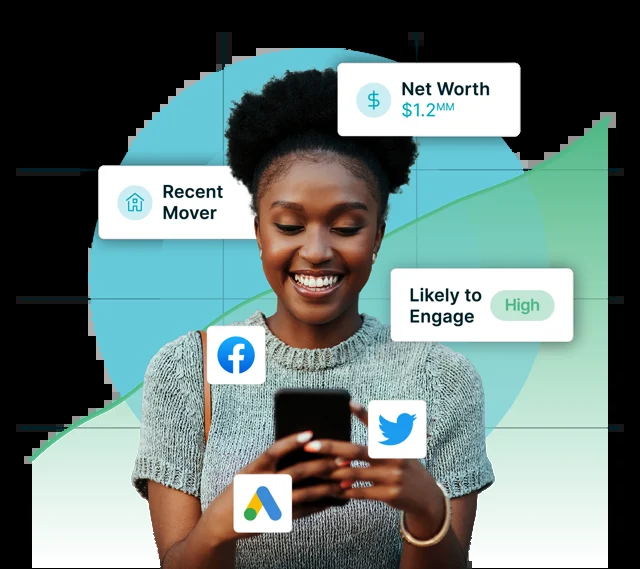 Net Worth
$1.2MM
Recent
Mover
Likely to
Engage
High